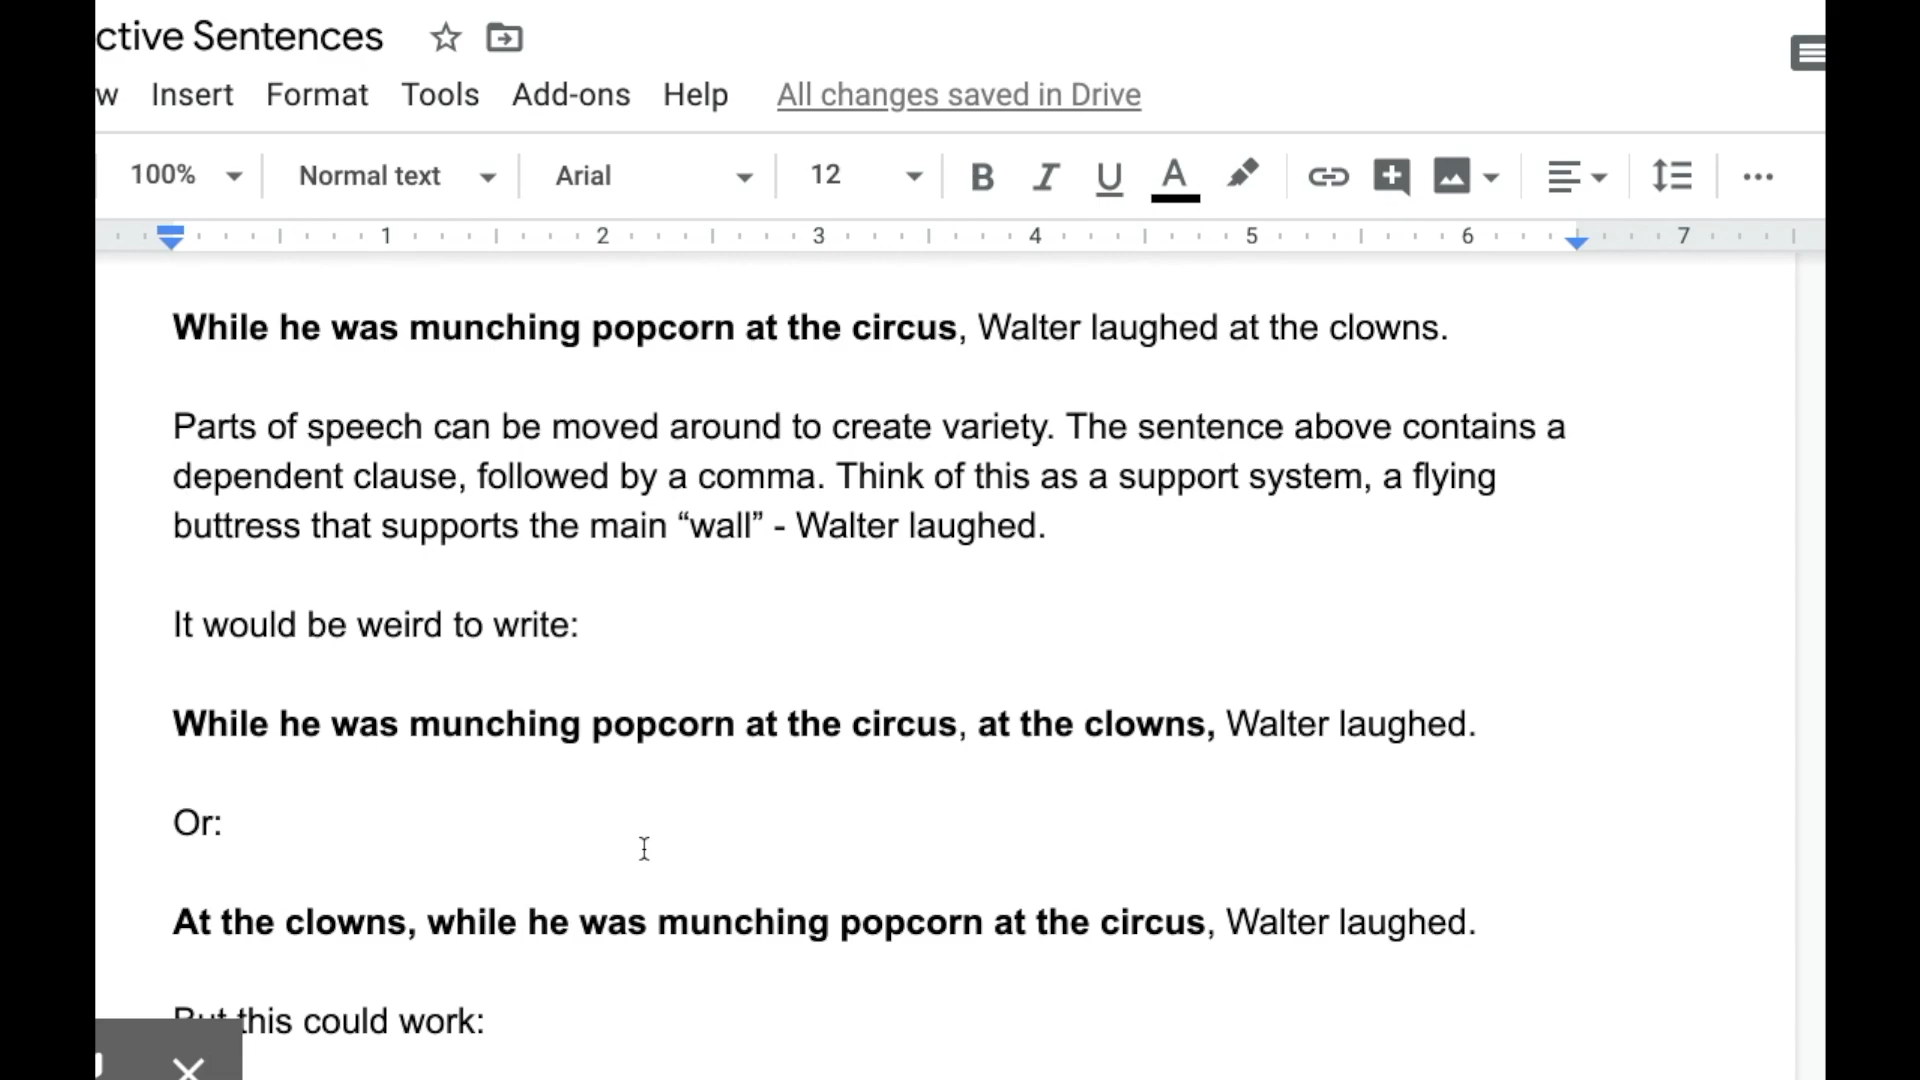 ctive Sentences
w Insert Format Tools Add-ons Help All changes saved in Drive
100% Normal text Arial 12 B I U A
1 2 3 4 5 6 7
While he was munching popcorn at the circus, Walter laughed at the clowns.
Parts of speech can be moved around to create variety. The sentence above contains a
dependent clause, followed by a comma. Think of this as a support system, a flying
buttress that supports the main “wall” - Walter laughed.
It would be weird to write:
While he was munching popcorn at the circus, at the clowns, Walter laughed.
Or:
At the clowns, while he was munching popcorn at the circus, Walter laughed.
But this could work: